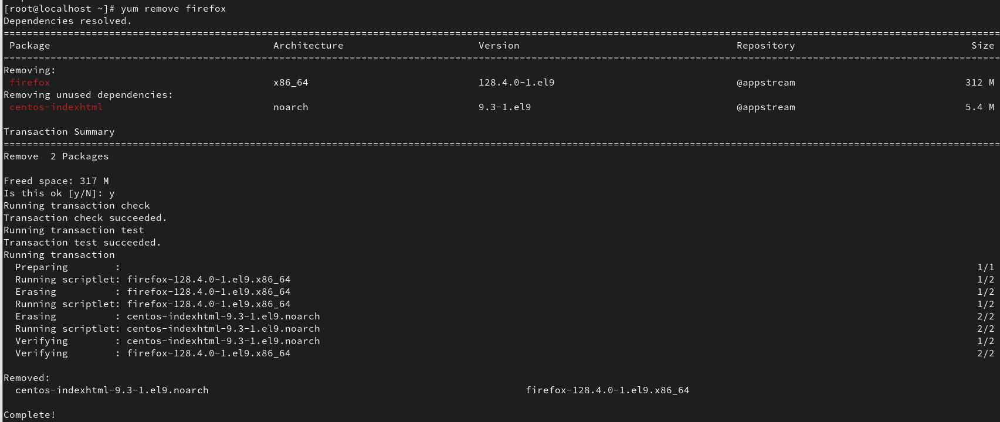 [root@localhost ~]# yum remove firefox
Dependencies resolved.
================================================================================
Package Architecture Version Repository Size
================================================================================
Removing:
firefox x86_64 128.4.0-1.el9 @appstream 312 M
Removing unused dependencies:
centos-indexhtml noarch 9.3-1.el9 @appstream 5.4 M
Transaction Summary
================================================================================
Remove  2 Packages
Freed space: 317 M
Is this ok [y/N]: y
Running transaction check
Transaction check succeeded.
Running transaction test
Transaction test succeeded.
Running transaction
Preparing : 1/1
Running scriptlet: firefox-128.4.0-1.el9.x86_64 1/2
Erasing : firefox-128.4.0-1.el9.x86_64 1/2
Running scriptlet: firefox-128.4.0-1.el9.x86_64 1/2
Erasing : centos-indexhtml-9.3-1.el9.noarch 2/2
Running scriptlet: centos-indexhtml-9.3-1.el9.noarch 2/2
Verifying : centos-indexhtml-9.3-1.el9.noarch 1/2
Verifying : firefox-128.4.0-1.el9.x86_64 2/2
Removed:
centos-indexhtml-9.3-1.el9.noarch firefox-128.4.0-1.el9.x86_64
Complete!